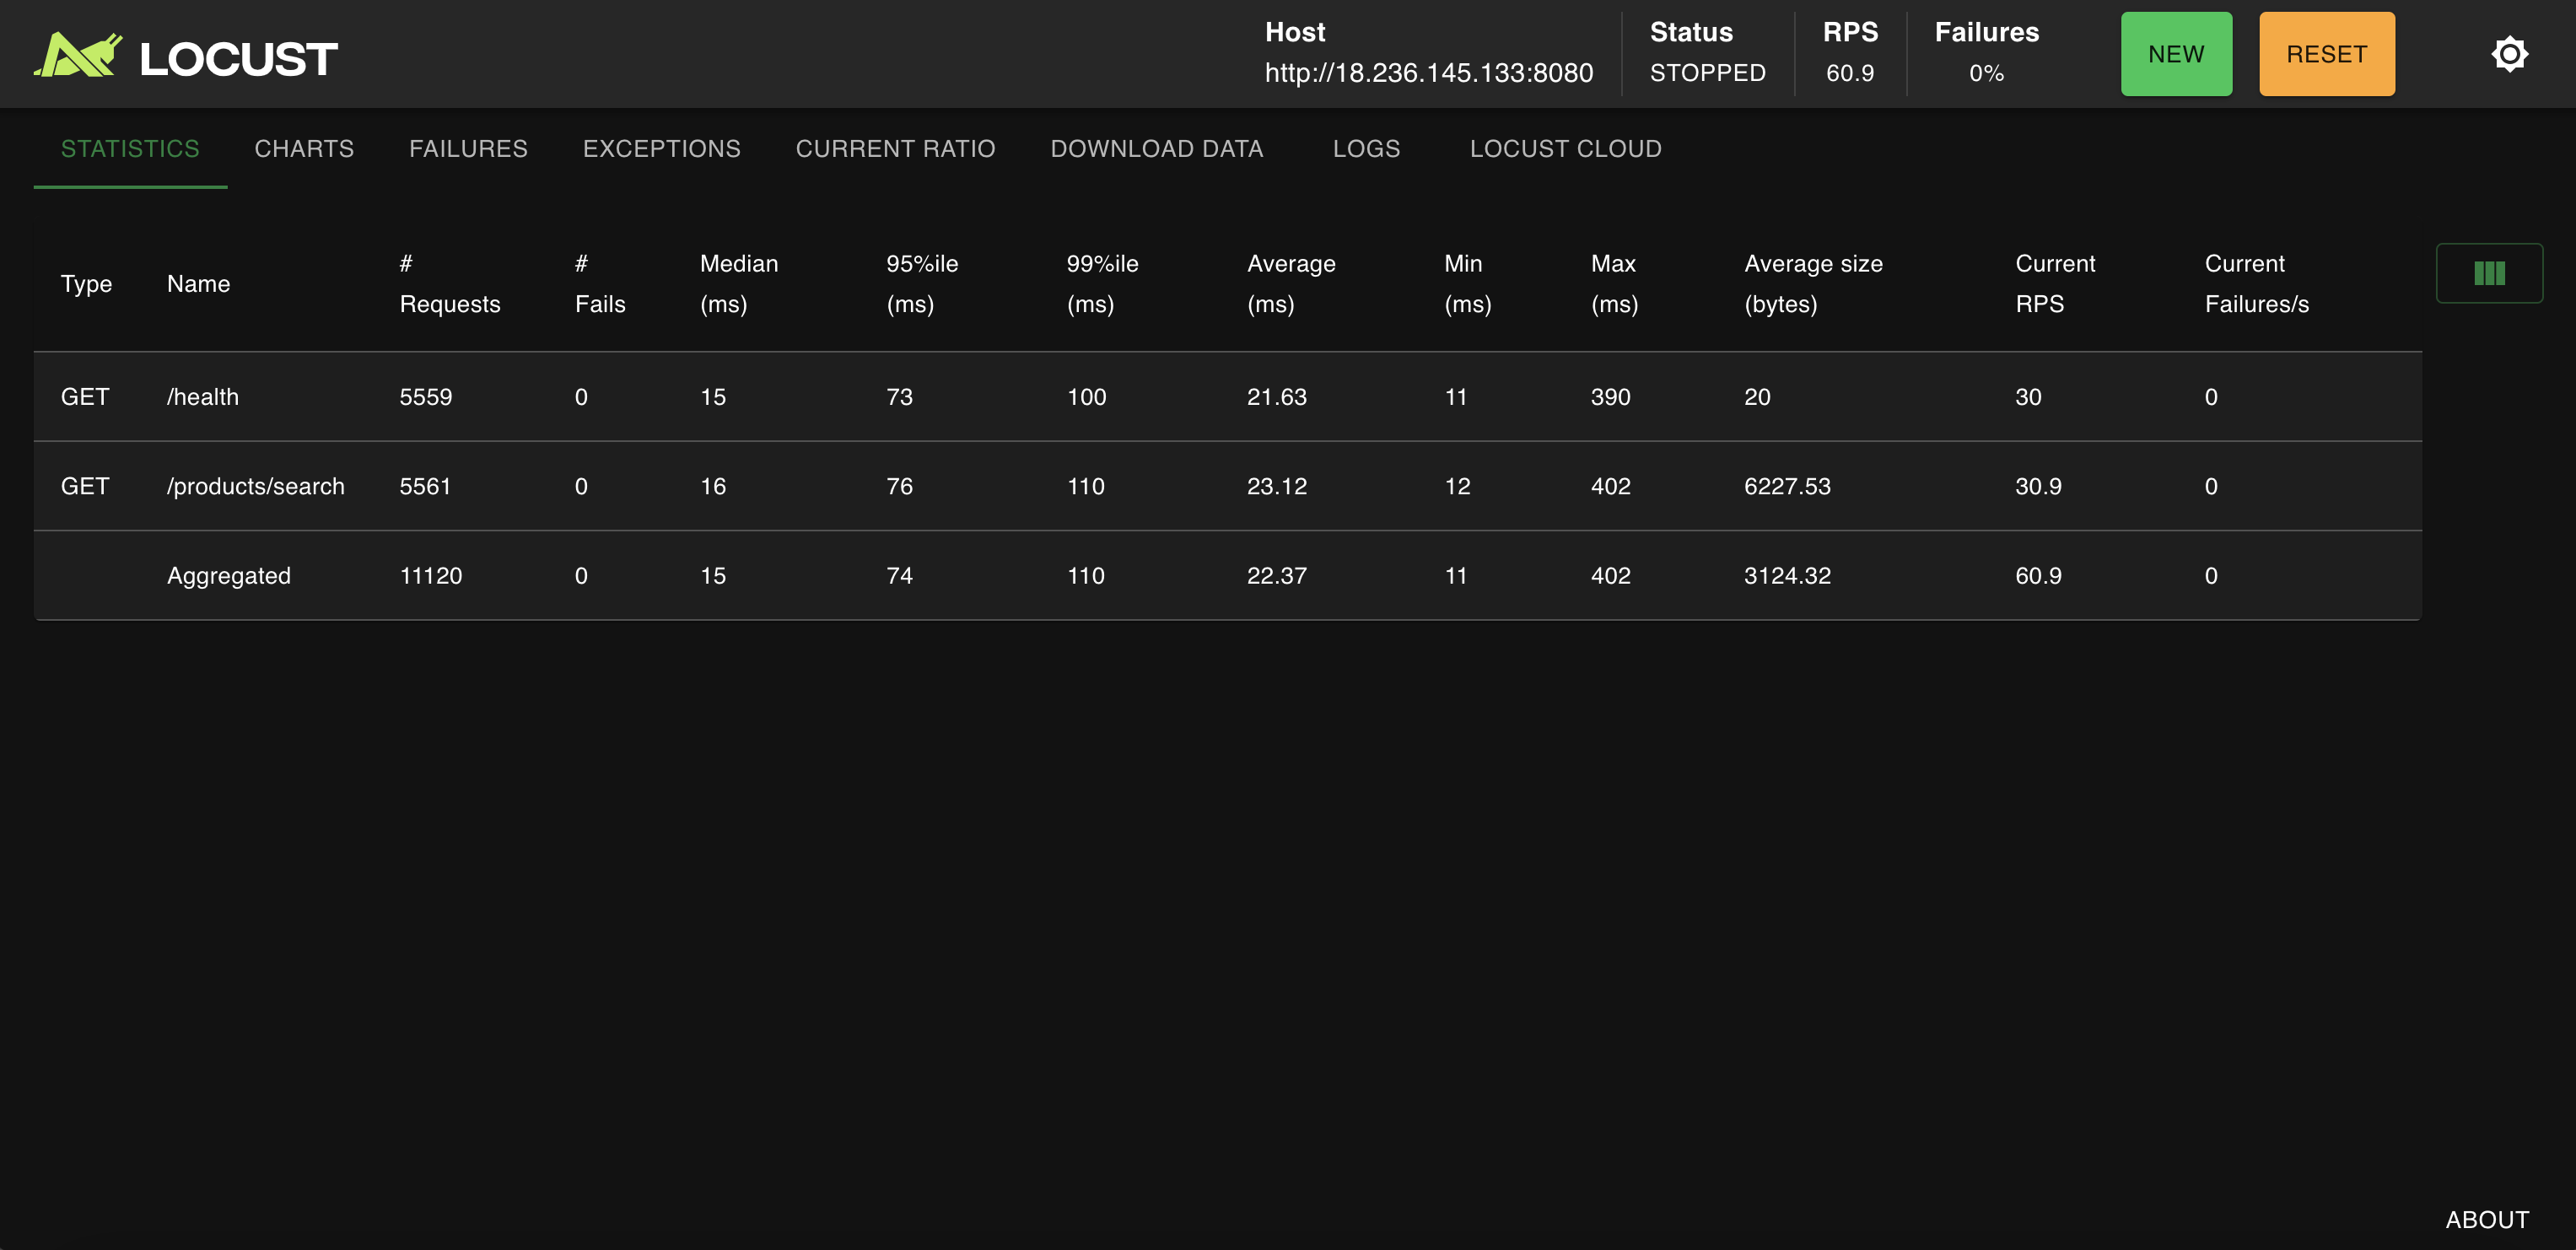 LOCUST
Host
http://18.236.145.133:8080
Status
STOPPED
RPS
60.9
Failures
0%
NEW
RESET
STATISTICS CHARTS FAILURES EXCEPTIONS CURRENT RATIO DOWNLOAD DATA LOGS LOCUST CLOUD
Type Name # Requests # Fails Median (ms) 95%ile (ms) 99%ile (ms) Average (ms) Min (ms) Max (ms) Average size (bytes) Current RPS Current Failures/s
GET /health 5559 0 15 73 100 21.63 11 390 20 30 0
GET /products/search 5561 0 16 76 110 23.12 12 402 6227.53 30.9 0
Aggregated 11120 0 15 74 110 22.37 11 402 3124.32 60.9 0
ABOUT